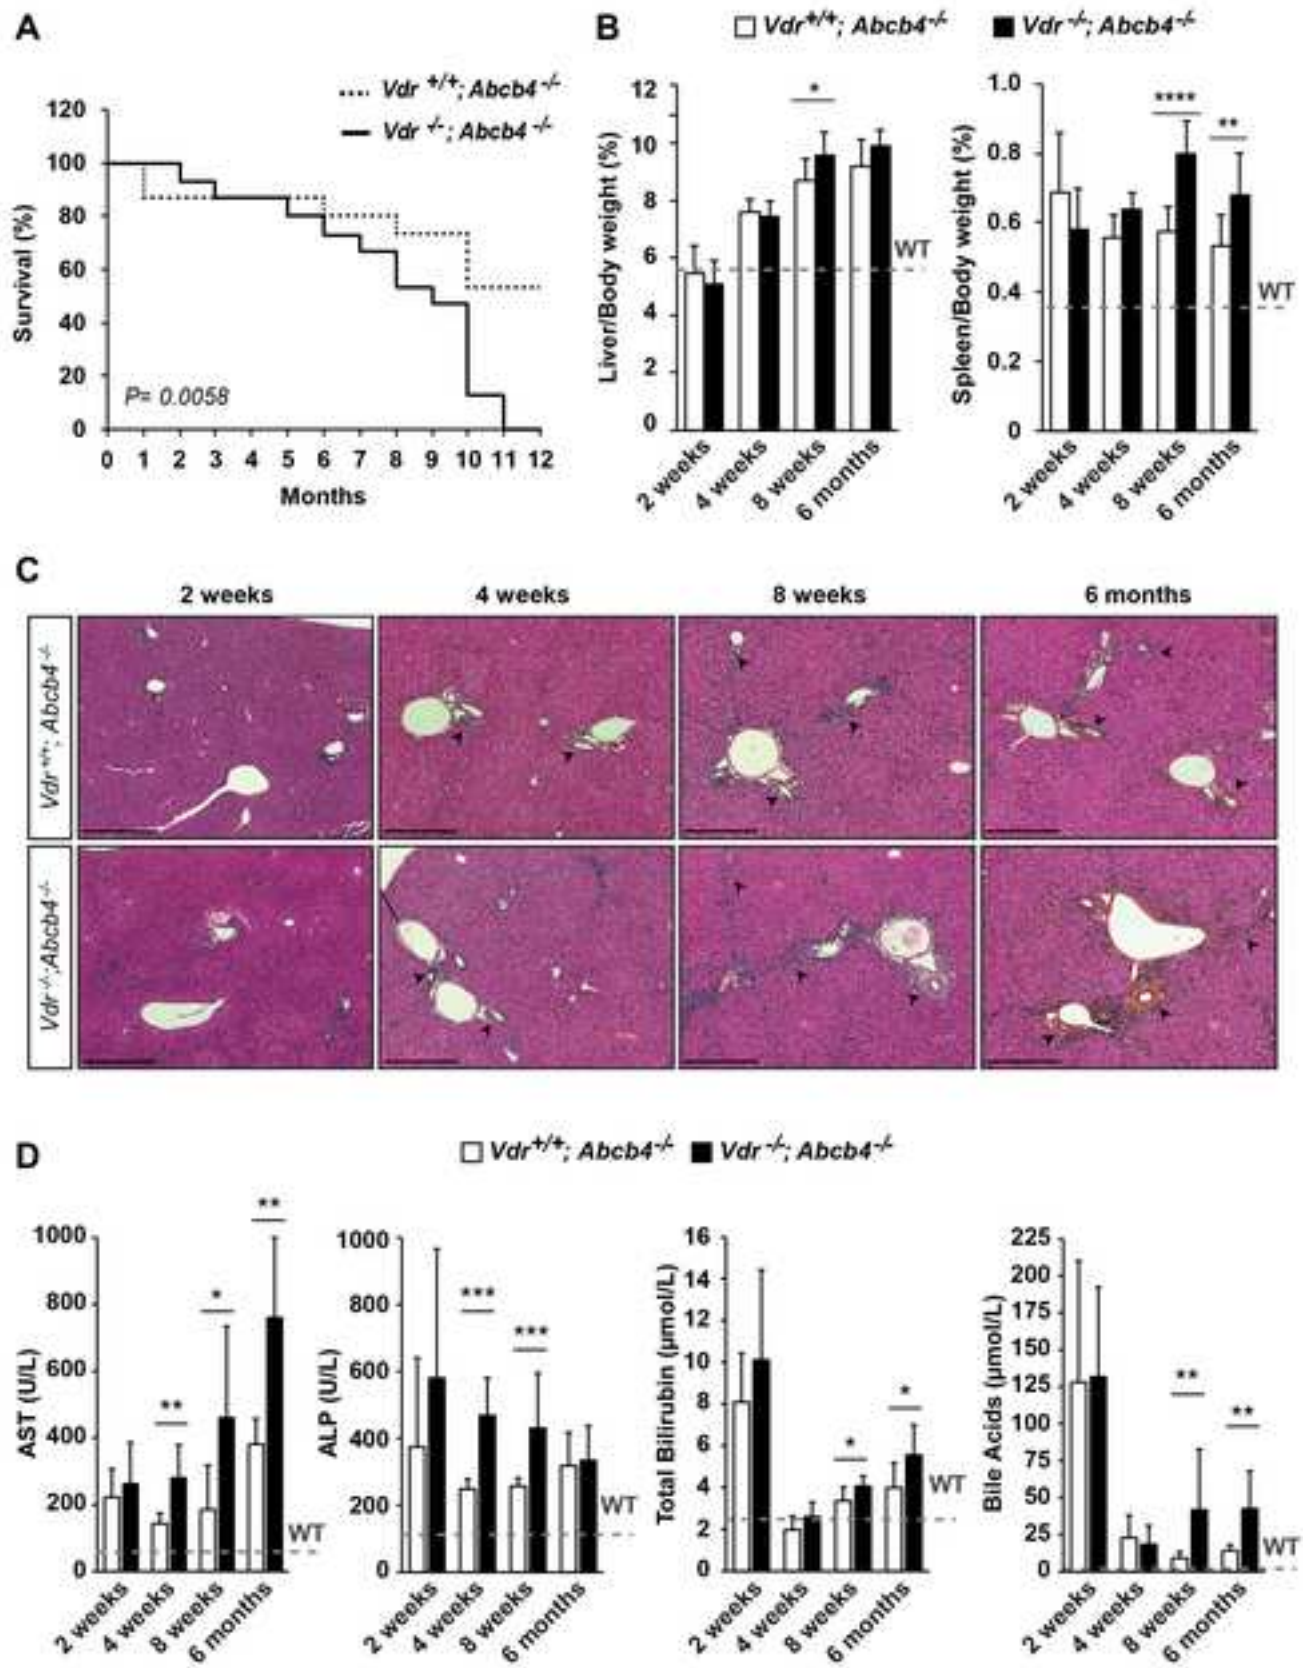 A
Vdr +/+; Abcb4 -/-
Vdr -/-; Abcb4 -/-
Survival (%)
120
100
80
60
40
20
0
P= 0.0058
0 1 2 3 4 5 6 7 8 9 10 11 12
Months
B
Vdr+/+; Abcb4-/-
Vdr-/-; Abcb4-/-
Liver/Body weight (%)
12
10
8
6
4
2
0
*
WT
2 weeks
4 weeks
8 weeks
6 months
Spleen/Body weight (%)
1.0
0.8
0.6
0.4
0.2
0
****
**
WT
2 weeks
4 weeks
8 weeks
6 months
C
2 weeks 4 weeks 8 weeks 6 months
Vdr+/+; Abcb4-/-
Vdr-/-;Abcb4-/-
D
Vdr+/+; Abcb4-/-
Vdr-/-; Abcb4-/-
AST (U/L)
1000
800
600
400
200
0
**
*
**
WT
2 weeks
4 weeks
8 weeks
6 months
ALP (U/L)
1000
800
600
400
200
0
***
***
WT
2 weeks
4 weeks
8 weeks
6 months
Total Bilirubin (µmol/L)
16
14
12
10
8
6
4
2
0
*
*
WT
2 weeks
4 weeks
8 weeks
6 months
Bile Acids (µmol/L)
225
200
175
150
125
100
75
50
25
0
**
**
WT
2 weeks
4 weeks
8 weeks
6 months